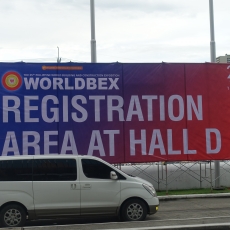 WORLDBEX
REGISTRATION
AREA AT HALL D